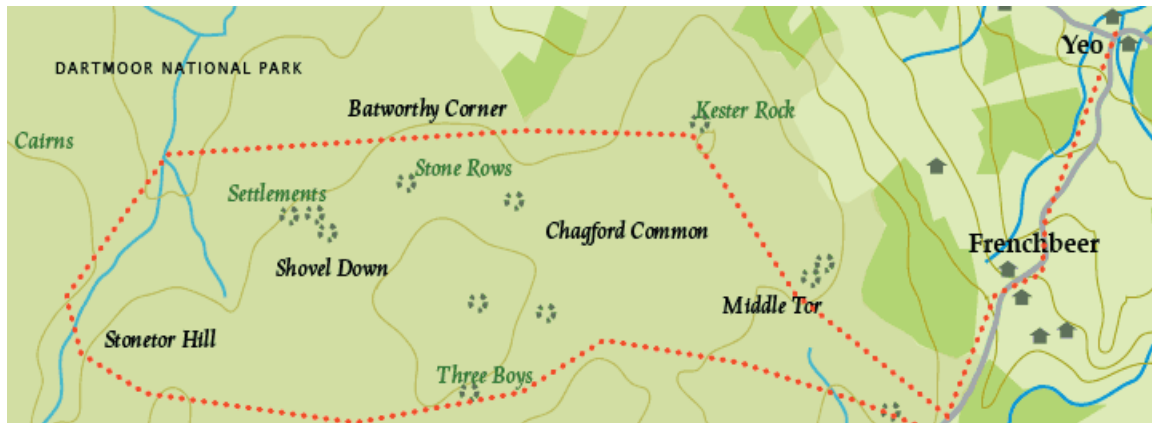 Yeo
DARTMOOR NATIONAL PARK
Batworthy Corner
Kester Rock
Cairns
Stone Rows
Settlements
Chagford Common
Frenchbeer
Shovel Down
Middle Tor
Stonetor Hill
Three Boys